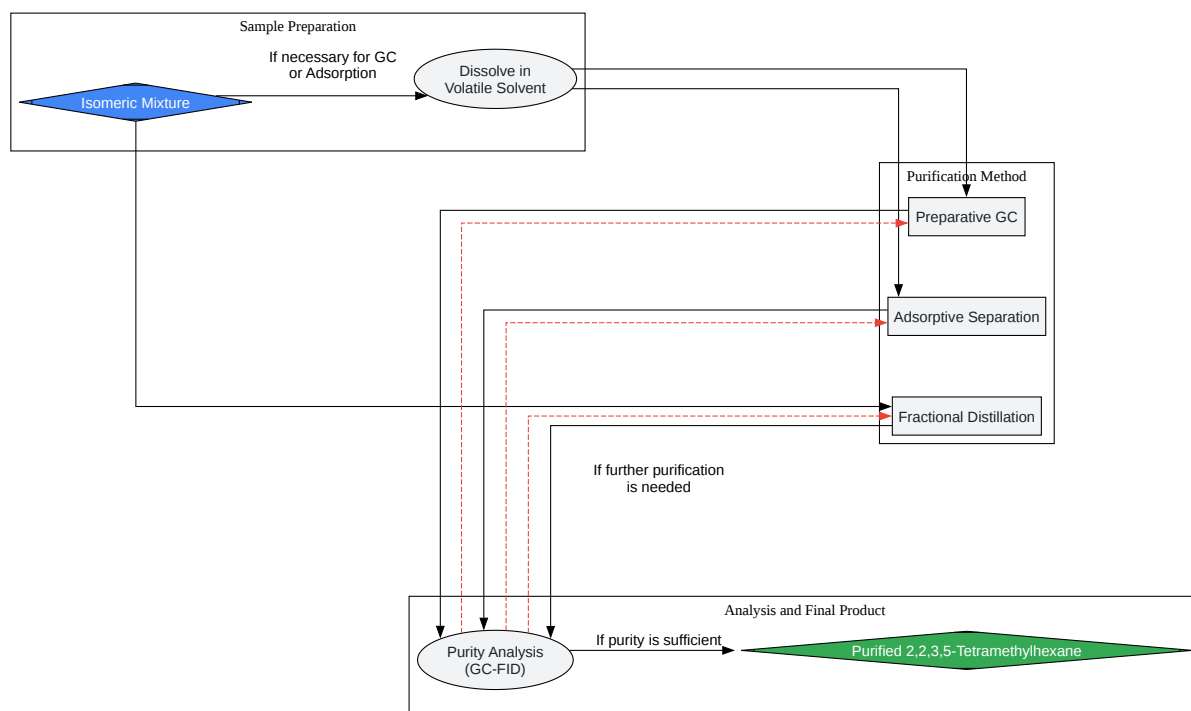 Sample Preparation
If necessary for GC
or Adsorption
Dissolve in
Volatile Solvent
Isomeric Mixture
Purification Method
Preparative GC
Adsorptive Separation
Fractional Distillation
If further purification
is needed
Analysis and Final Product
Purity Analysis
(GC-FID)
If purity is sufficient
Purified 2,2,3,5-Tetramethylhexane